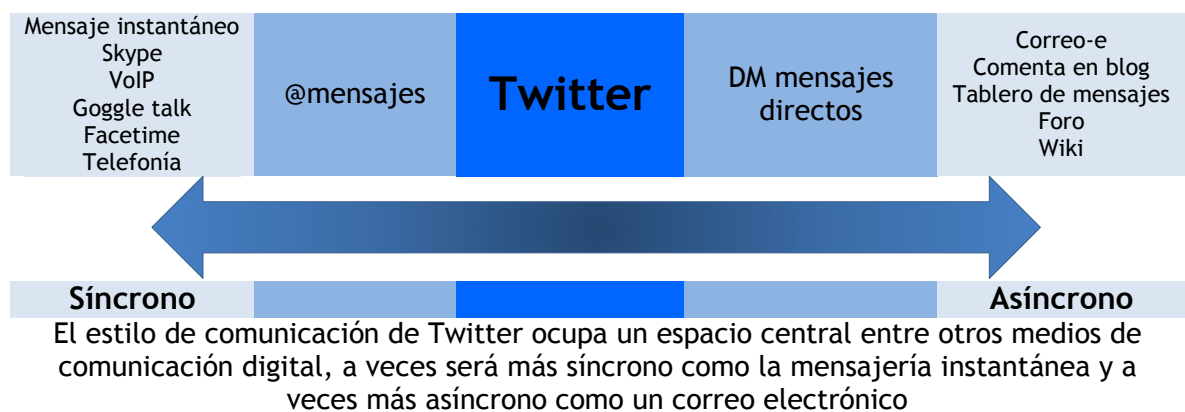 Mensaje instantáneo
Skype
VoIP
Goggle talk
Facetime
Telefonía
@mensajes
Twitter
DM mensajes
directos
Correo-e
Comenta en blog
Tablero de mensajes
Foro
Wiki
Síncrono
Asíncrono
El estilo de comunicación de Twitter ocupa un espacio central entre otros medios de
comunicación digital, a veces será más síncrono como la mensajería instantánea y a
veces más asíncrono como un correo electrónico